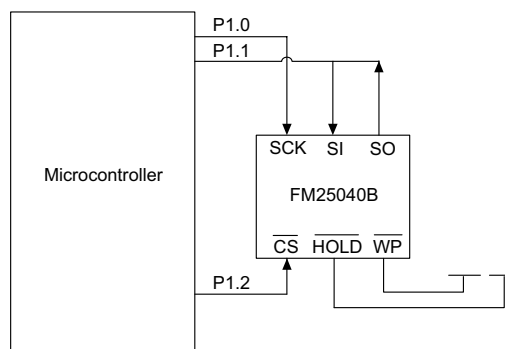 P1.0
P1.1
SCK SI SO
Microcontroller
FM25040B
CS HOLD WP
P1.2